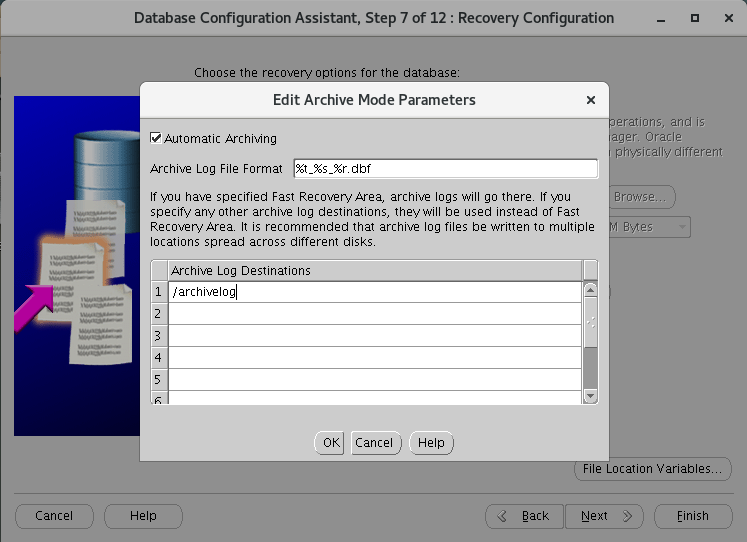 Database Configuration Assistant, Step 7 of 12 : Recovery Configuration
Choose the recovery options for the database:
Edit Archive Mode Parameters
perations, and is
ager. Oracle
physically different
Automatic Archiving
Archive Log File Format %t_%s_%r.dbf
If you have specified Fast Recovery Area, archive logs will go there. If you
specify any other archive log destinations, they will be used instead of Fast
Recovery Area. It is recommended that archive log files be written to multiple
locations spread across different disks.
Browse...
M Bytes
Archive Log Destinations
1 /archivelog
2
3
4
5
6
OK Cancel Help
File Location Variables...
Cancel Help Back Next Finish